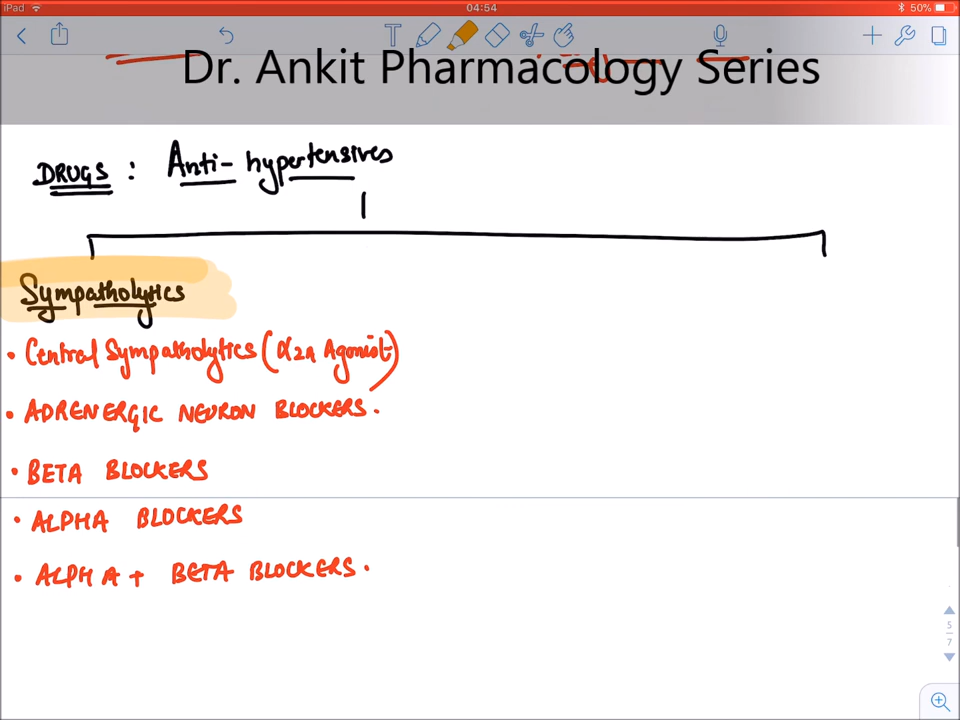 iPad 04:54 50%
Dr. Ankit Pharmacology Series
DRUGS : Anti-hypertensives
Sympatholytics
• Central Sympatholytics (α2A Agonist)
• ADRENERGIC NEURON BLOCKERS.
• BETA BLOCKERS
• ALPHA BLOCKERS
• ALPHA + BETA BLOCKERS.
5
7